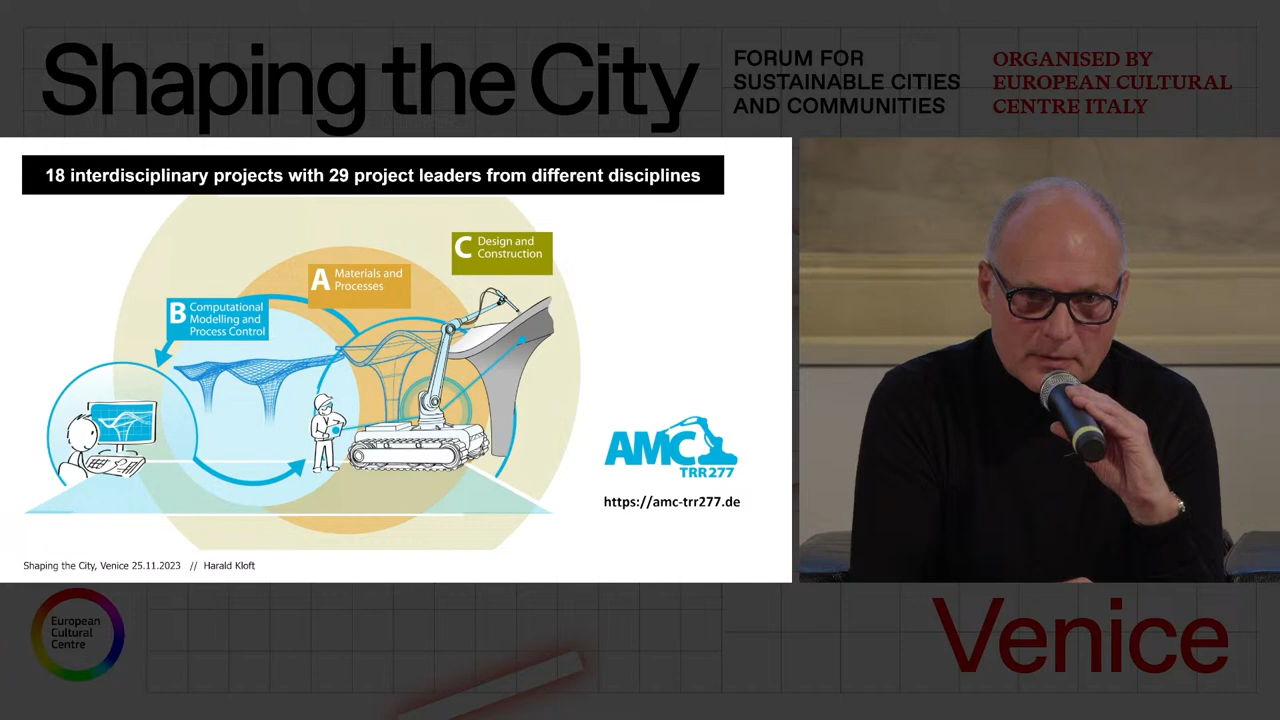 Shaping the City
FORUM FOR
SUSTAINABLE CITIES
AND COMMUNITIES
ORGANISED BY
EUROPEAN CULTURAL
CENTRE ITALY
18 interdisciplinary projects with 29 project leaders from different disciplines
C Design and
Construction
A Materials and
Processes
B Computational
Modelling and
Process Control
AMC
TRR277
https://amc-trr277.de
Shaping the City, Venice 25.11.2023 // Harald Kloft
European
Cultural
Centre
Venice